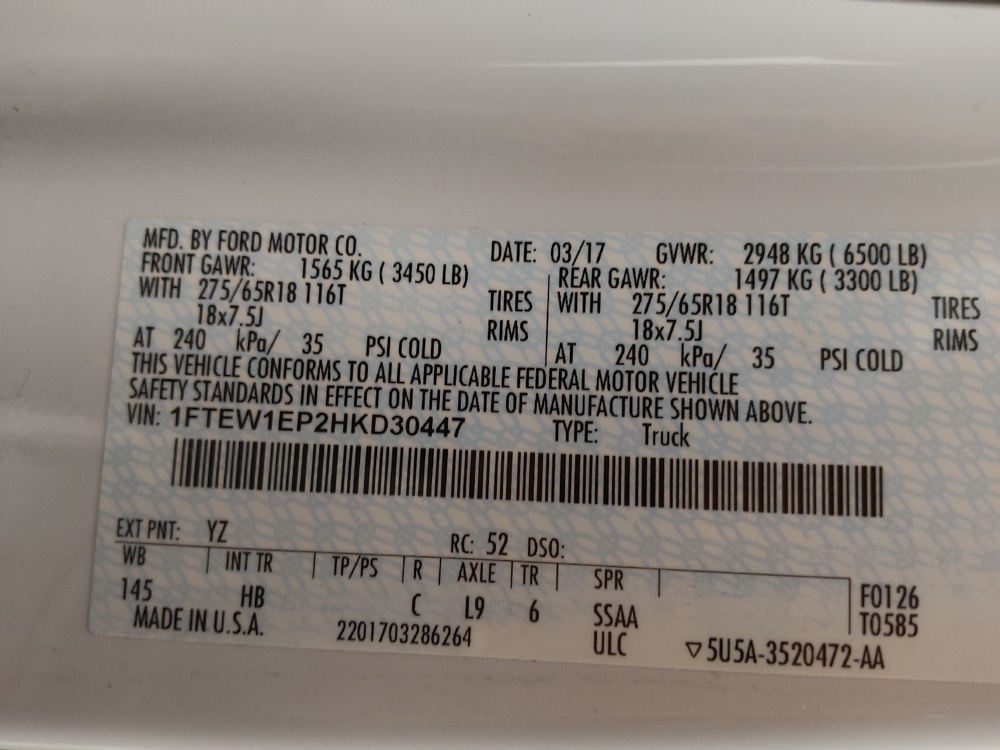 MFD. BY FORD MOTOR CO. DATE: 03/17 GVWR: 2948 KG ( 6500 LB)
FRONT GAWR: 1565 KG ( 3450 LB) REAR GAWR: 1497 KG ( 3300 LB)
WITH 275/65R18 116T TIRES WITH 275/65R18 116T TIRES
18x7.5J RIMS 18x7.5J RIMS
AT 240 kPa/ 35 PSI COLD AT 240 kPa/ 35 PSI COLD
THIS VEHICLE CONFORMS TO ALL APPLICABLE FEDERAL MOTOR VEHICLE
SAFETY STANDARDS IN EFFECT ON THE DATE OF MANUFACTURE SHOWN ABOVE.
VIN: 1FTEW1EP2HKD30447 TYPE: Truck
EXT PNT: YZ RC: 52 DSO:
WB INT TR TP/PS R AXLE TR SPR
145 HB C L9 6 SSAA F0126
ULC T0585
MADE IN U.S.A. 2201703286264 ▽5U5A-3520472-AA